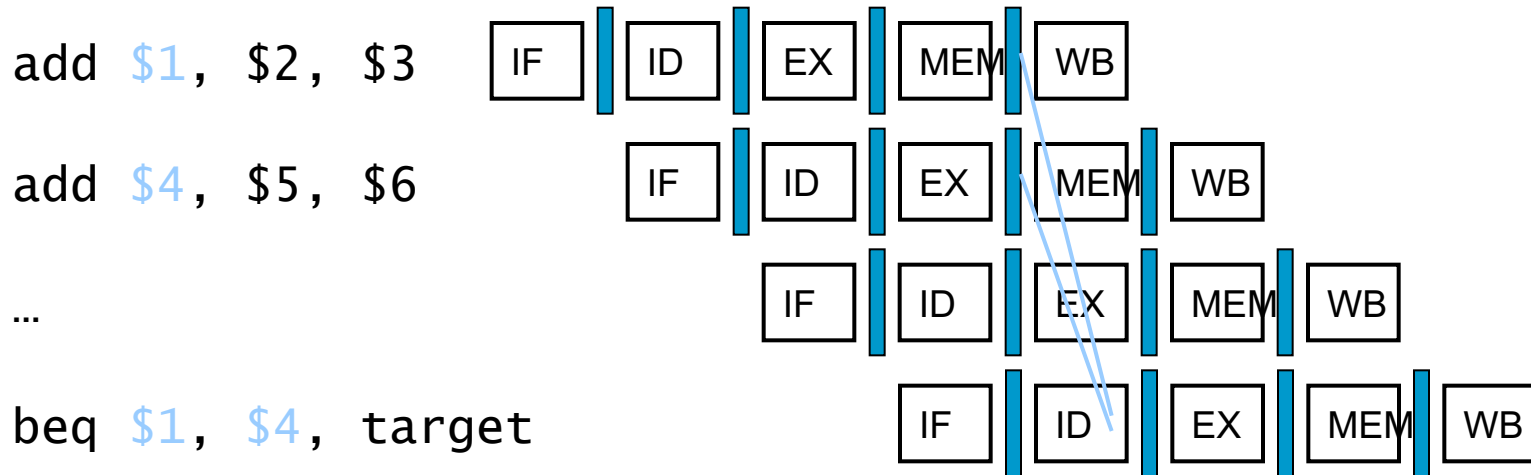 add $1, $2, $3 IF ID EX MEM WB
add $4, $5, $6 IF ID EX MEM WB
… IF ID EX MEM WB
beq $1, $4, target IF ID EX MEM WB